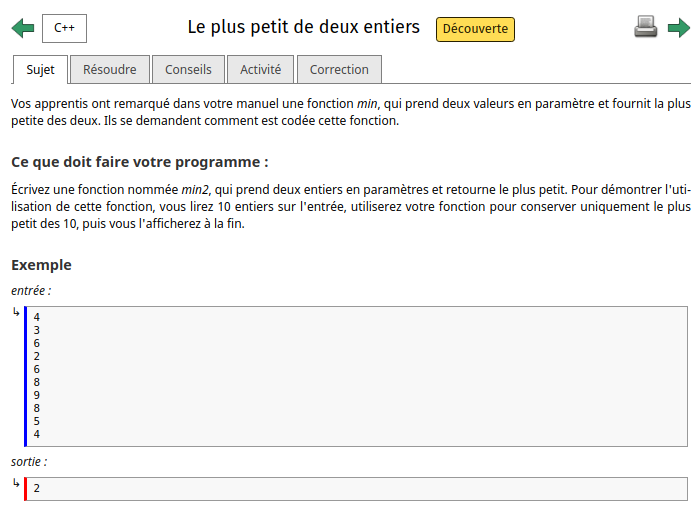 C++
Le plus petit de deux entiers
Découverte
Sujet
Résoudre
Conseils
Activité
Correction
Vos apprentis ont remarqué dans votre manuel une fonction min, qui prend deux valeurs en paramètre et fournit la plus
petite des deux. Ils se demandent comment est codée cette fonction.
Ce que doit faire votre programme :
Écrivez une fonction nommée min2, qui prend deux entiers en paramètres et retourne le plus petit. Pour démontrer l'uti-
lisation de cette fonction, vous lirez 10 entiers sur l'entrée, utiliserez votre fonction pour conserver uniquement le plus
petit des 10, puis vous l'afficherez à la fin.
Exemple
entrée :
4
3
6
2
6
8
9
8
5
4
sortie :
2